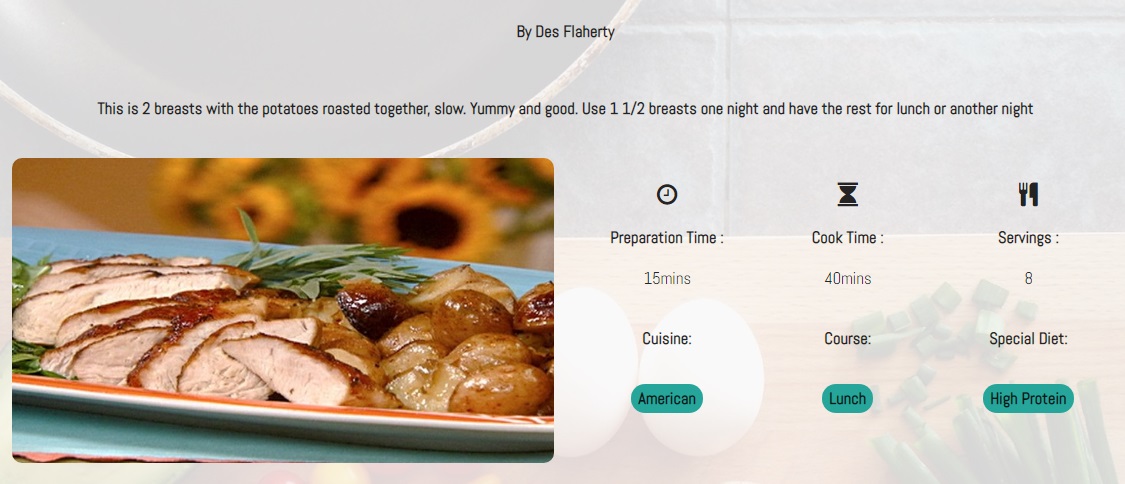 By Des Flaherty
This is 2 breasts with the potatoes roasted together, slow. Yummy and good. Use 1 1/2 breasts one night and have the rest for lunch or another night
Preparation Time :
Cook Time :
Servings :
15mins
40mins
8
Cuisine:
Course:
Special Diet:
American
Lunch
High Protein